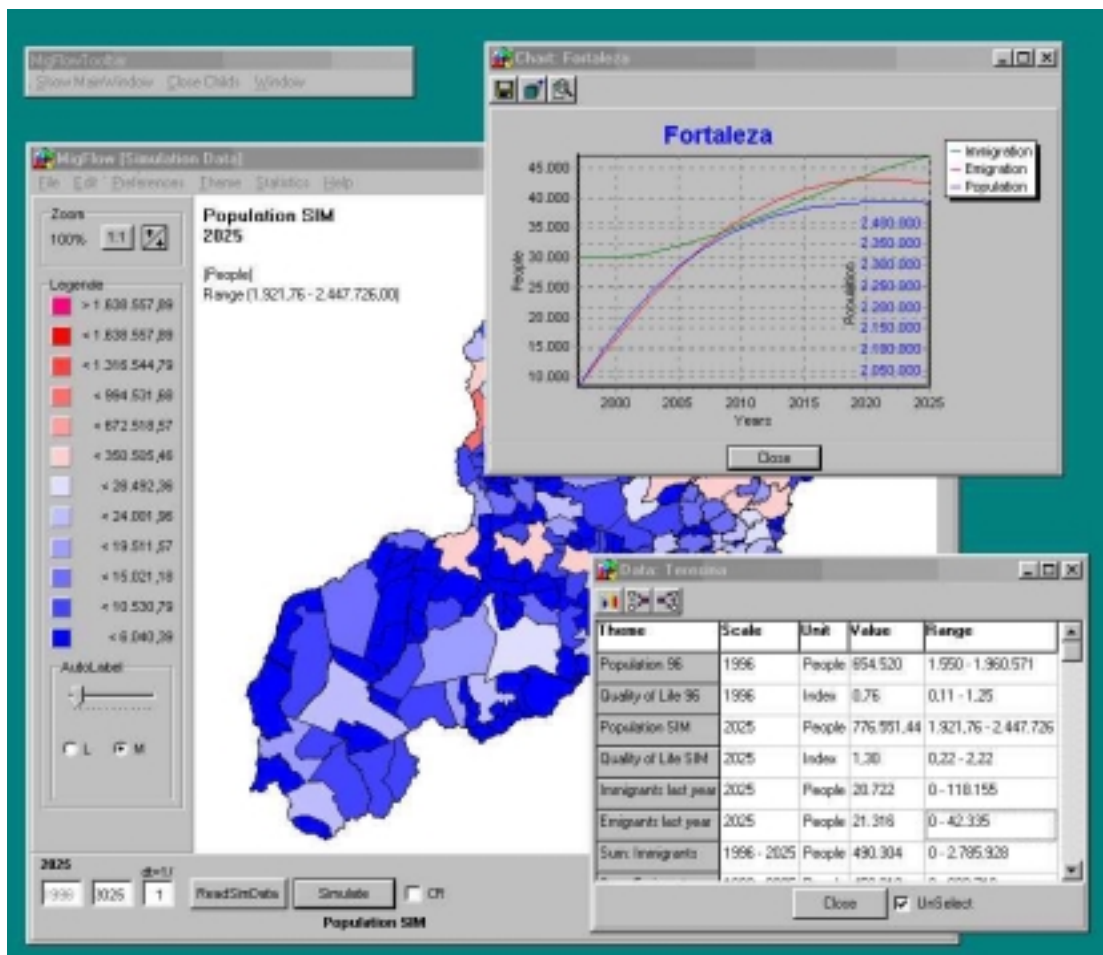 MigFlowToolbar
Show MainWindow Close Childs Window
Chart: Fortaleza
Fortaleza
Immigration
Emigration
Population
45.000
40.000
35.000
30.000
25.000
20.000
15.000
10.000
People
2.400.000
2.350.000
2.300.000
2.250.000
2.200.000
2.150.000
2.100.000
2.050.000
Population
2000 2005 2010 2015 2020 2025
Years
Close
MigFlow [Simulation Data]
File Edit Preferences Theme Statistics Help
Zoom
100% 1:1
Legende
> 1.638.557,89
< 1.638.557,89
< 1.316.544,79
< 994.531,68
< 672.518,57
< 350.505,46
< 28.492,36
< 24.001,96
< 19.511,57
< 15.021,18
< 10.530,79
< 6.040,39
AutoLabel
L M
Population SIM
2025
[People]
Range [1.921,76 - 2.447.726,00]
Data: Teresina
Theme Scale Unit Value Range
Population 96 1996 People 654.520 1.550 - 1.960.571
Quality of Life 96 1996 Index 0,76 0,11 - 1,25
Population SIM 2025 People 776.551,44 1.921,76 - 2.447.726
Quality of Life SIM 2025 Index 1,30 0,22 - 2,22
Immigrants last year 2025 People 20.722 0 - 118.155
Emigrants last year 2025 People 21.316 0 - 42.335
Sum: Immigrants 1996 - 2025 People 490.304 0 - 2.785.928
Close UnSelect
2025
dt=1/
1996 2025 1 ReadSimData Simulate CR
Population SIM